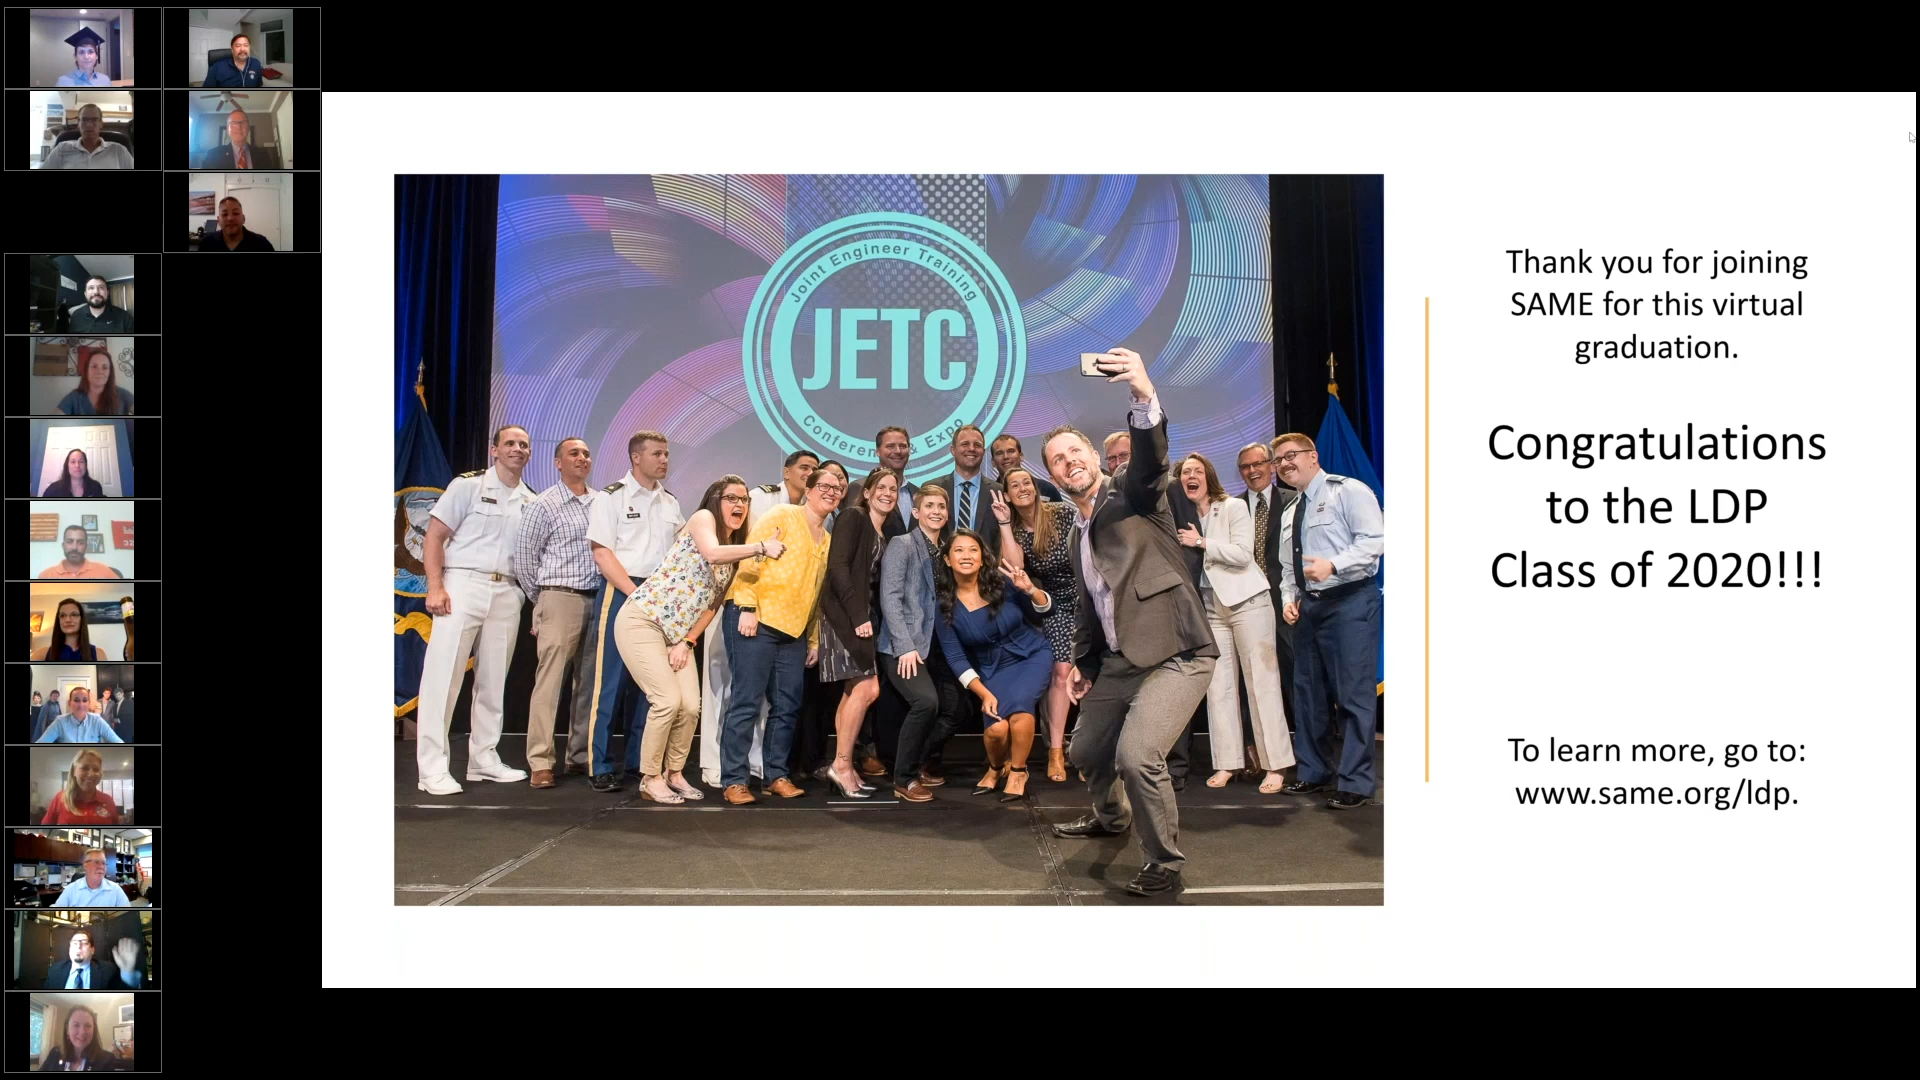 Joint Engineer Training
JETC
Conference & Expo
Thank you for joining
SAME for this virtual
graduation.
Congratulations
to the LDP
Class of 2020!!!
To learn more, go to:
www.same.org/ldp.